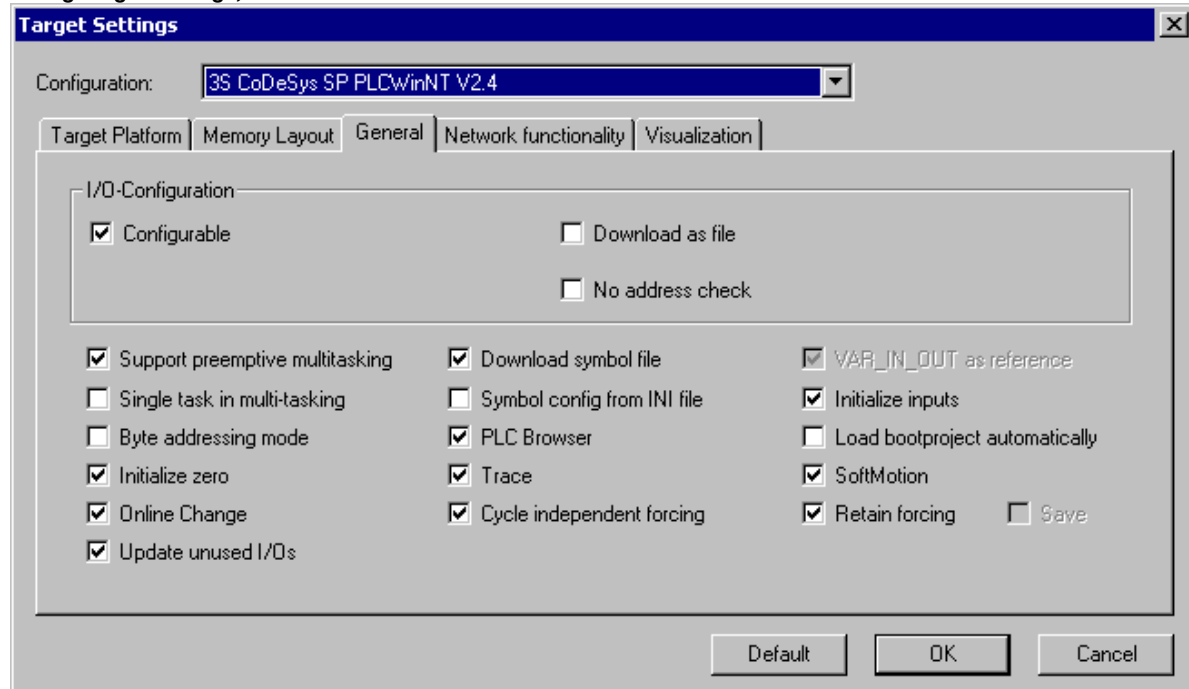 Target Settings
Configuration: 3S CoDeSys SP PLCWinNT V2.4
Target Platform Memory Layout General Network functionality Visualization
I/O-Configuration
Configurable Download as file
No address check
Support preemptive multitasking Download symbol file VAR_IN_OUT as reference
Single task in multi-tasking Symbol config from INI file Initialize inputs
Byte addressing mode PLC Browser Load bootproject automatically
Initialize zero Trace SoftMotion
Online Change Cycle independent forcing Retain forcing Save
Update unused I/Os
Default OK Cancel